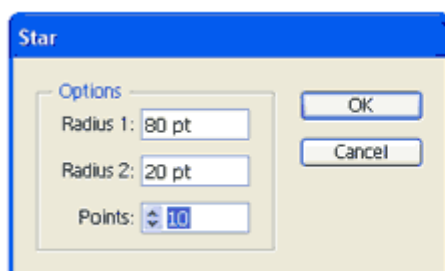 Star
Options
Radius 1: 80 pt
OK
Cancel
Radius 2: 20 pt
Points: 10